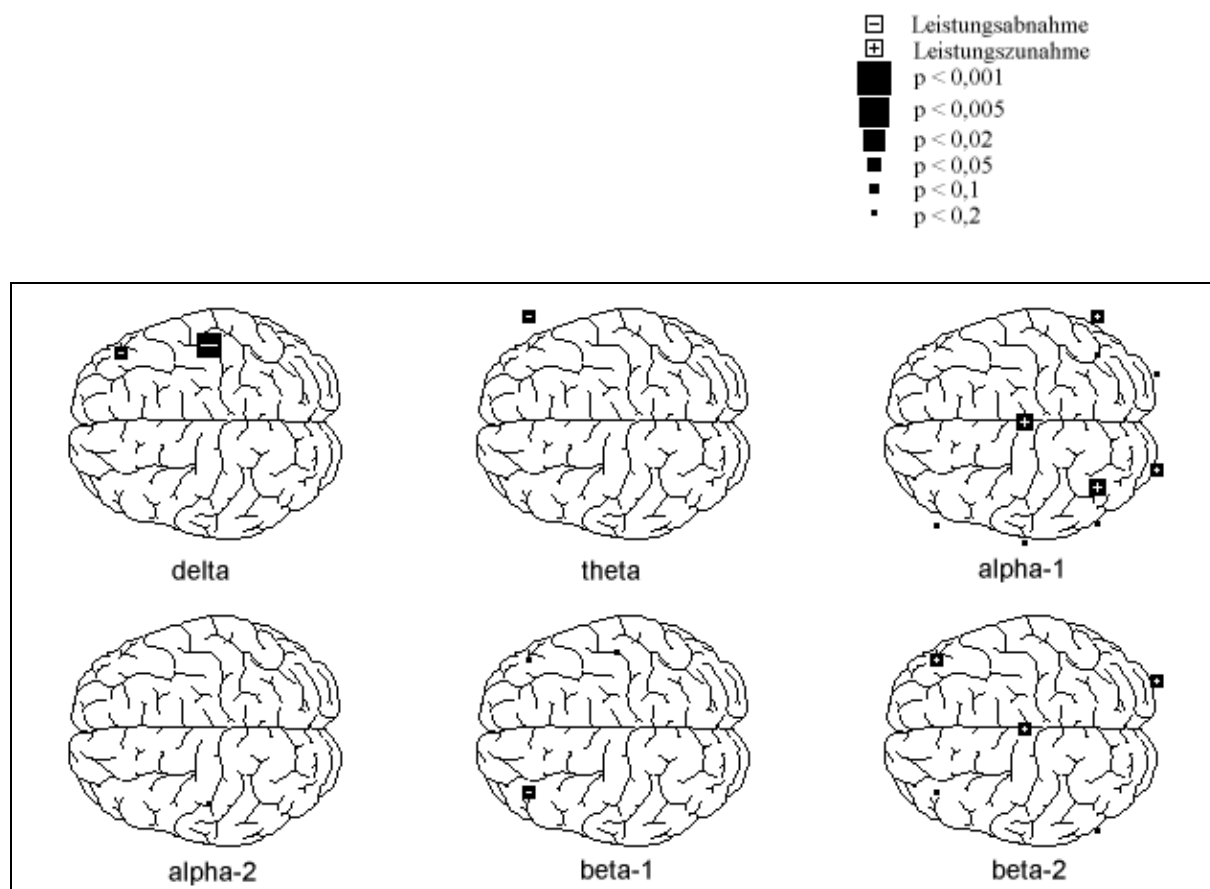 Leistungsabnahme
Leistungszunahme
p < 0,001
p < 0,005
p < 0,02
p < 0,05
p < 0,1
p < 0,2
delta theta alpha-1
alpha-2 beta-1 beta-2